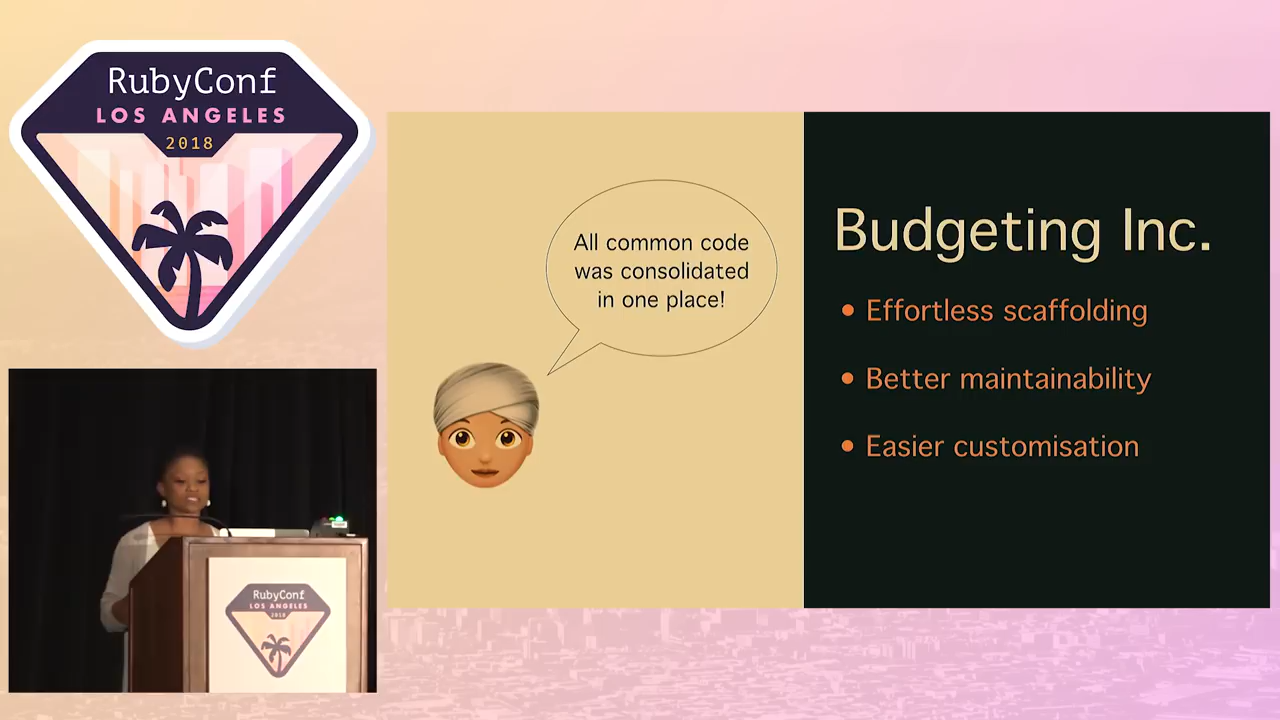 RubyConf
LOS ANGELES
2018
All common code
was consolidated
in one place!
Budgeting Inc.
• Effortless scaffolding
• Better maintainability
• Easier customisation
RubyConf
LOS ANGELES
2018